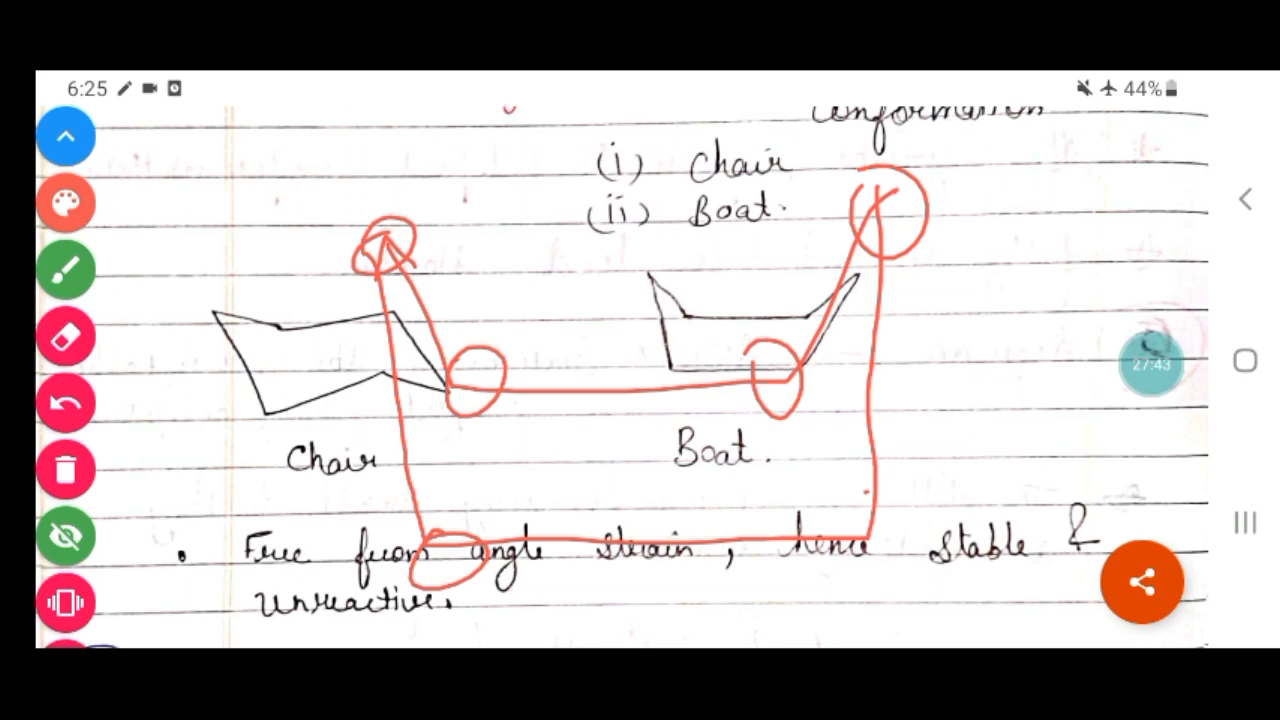 6:25
44%
Conformation
(i) Chair
(ii) Boat.
27:43
Chair
Boat.
• Free from angle strain, hence stable &
unreactive.